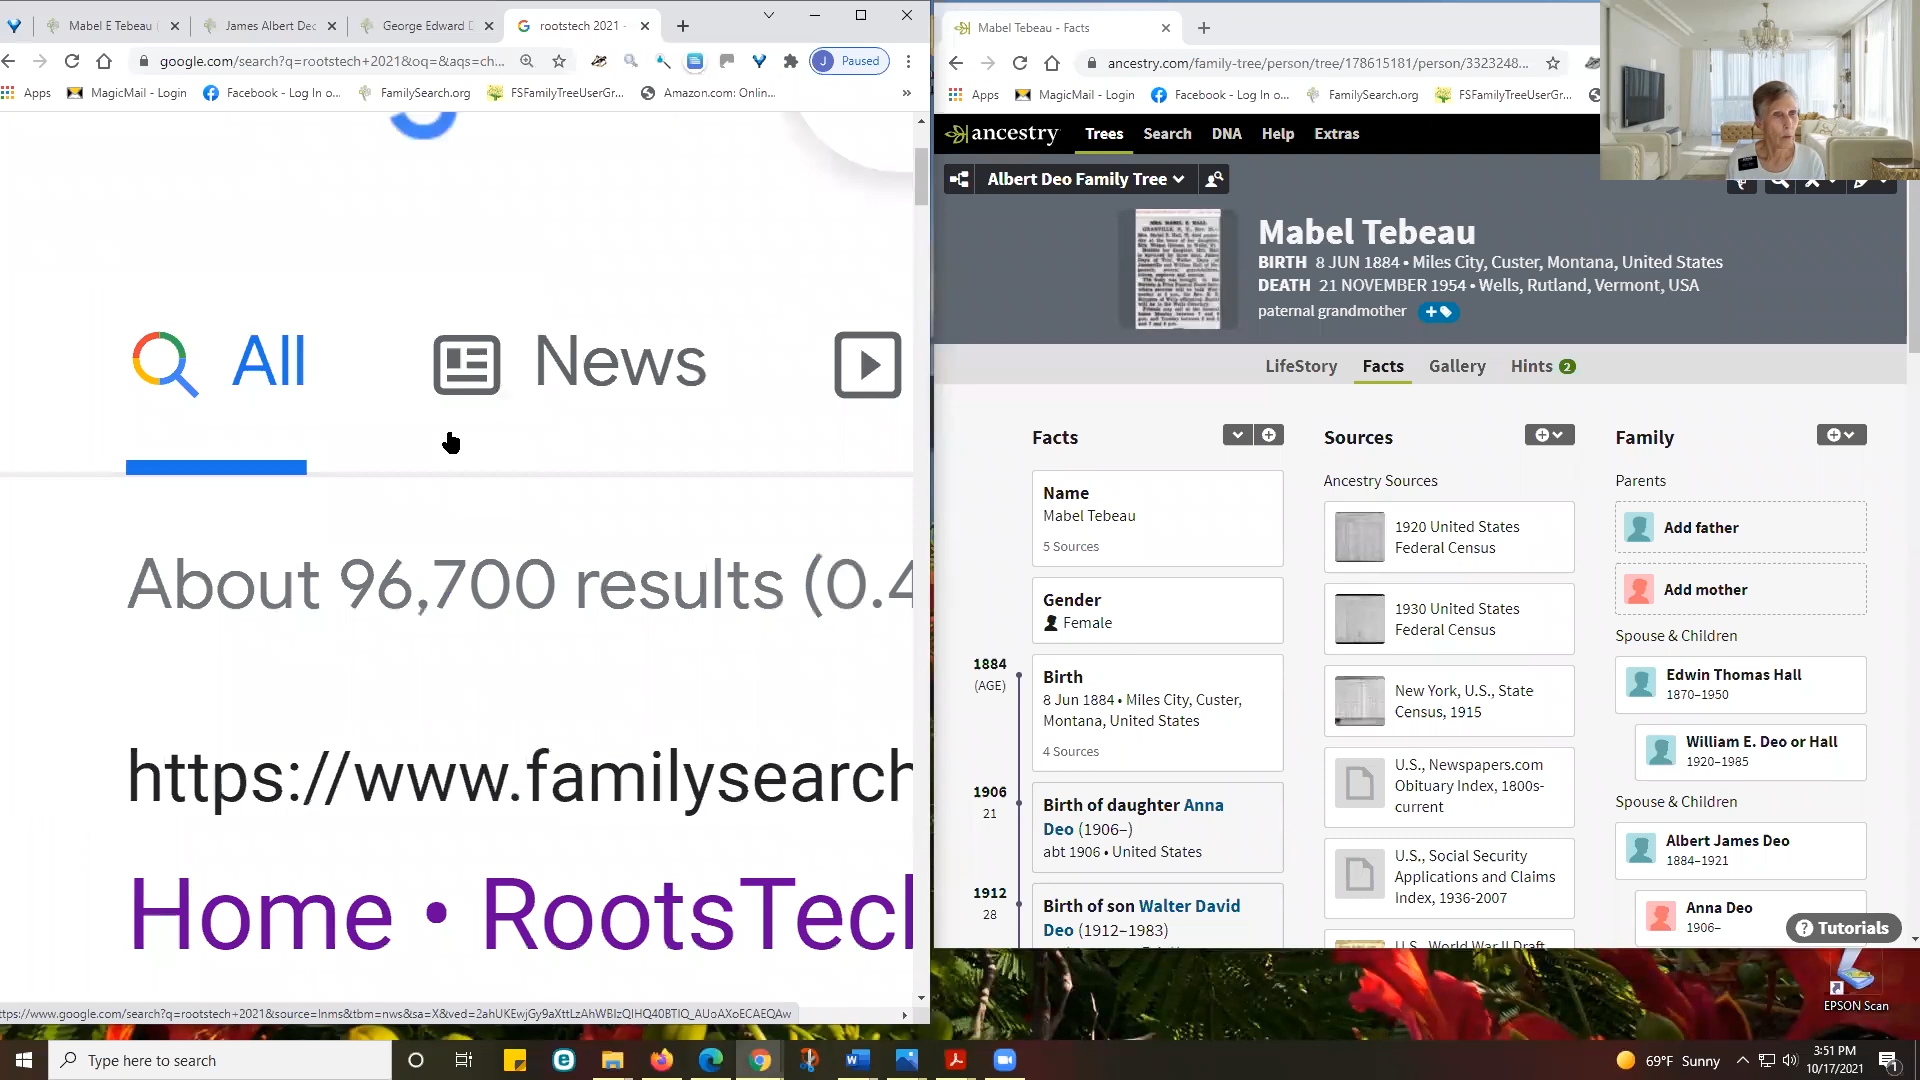 Mabel E Tebeau
James Albert Dec
George Edward D
rootstech 2021 -
google.com/search?q=rootstech+2021&oq=&aqs=ch...
J Paused
Apps
MagicMail - Login
Facebook - Log In o...
FamilySearch.org
FSFamilyTreeUserGr...
Amazon.com: Onlin...
»
All
News
About 96,700 results (0.4
https://www.familysearch
Home • RootsTech
ttps://www.google.com/search?q=rootstech+2021&source=lnms&tbm=nws&sa=X&ved=2ahUKEwjGy9aXttLzAhWBIzQIHQ40BTIQ_AUoAXoECAEQAw
Mabel Tebeau - Facts
ancestry.com/family-tree/person/tree/178615181/person/3323248...
Apps
MagicMail - Login
Facebook - Log In o...
FamilySearch.org
FSFamilyTreeUserGr...
ancestry
Trees
Search
DNA
Help
Extras
Albert Deo Family Tree
MRS. MABEL E HALL
Mabel Tebeau
BIRTH 8 JUN 1884 • Miles City, Custer, Montana, United States
DEATH 21 NOVEMBER 1954 • Wells, Rutland, Vermont, USA
paternal grandmother
LifeStory
Facts
Gallery
Hints 2
Facts
Name
Mabel Tebeau
5 Sources
Gender
Female
1884
(AGE)
Birth
8 Jun 1884 • Miles City, Custer,
Montana, United States
4 Sources
1906
21
Birth of daughter Anna
Deo (1906–)
abt 1906 • United States
1912
28
Birth of son Walter David
Deo (1912–1983)
Sources
Ancestry Sources
1920 United States
Federal Census
1930 United States
Federal Census
New York, U.S., State
Census, 1915
U.S., Newspapers.com
Obituary Index, 1800s-
current
U.S., Social Security
Applications and Claims
Index, 1936-2007
U.S., World War II Draft
Family
Parents
Add father
Add mother
Spouse & Children
Edwin Thomas Hall
1870–1950
William E. Deo or Hall
1920–1985
Spouse & Children
Albert James Deo
1884–1921
Anna Deo
1906–
? Tutorials
EPSON Scan
Type here to search
69°F Sunny
3:51 PM
10/17/2021
1